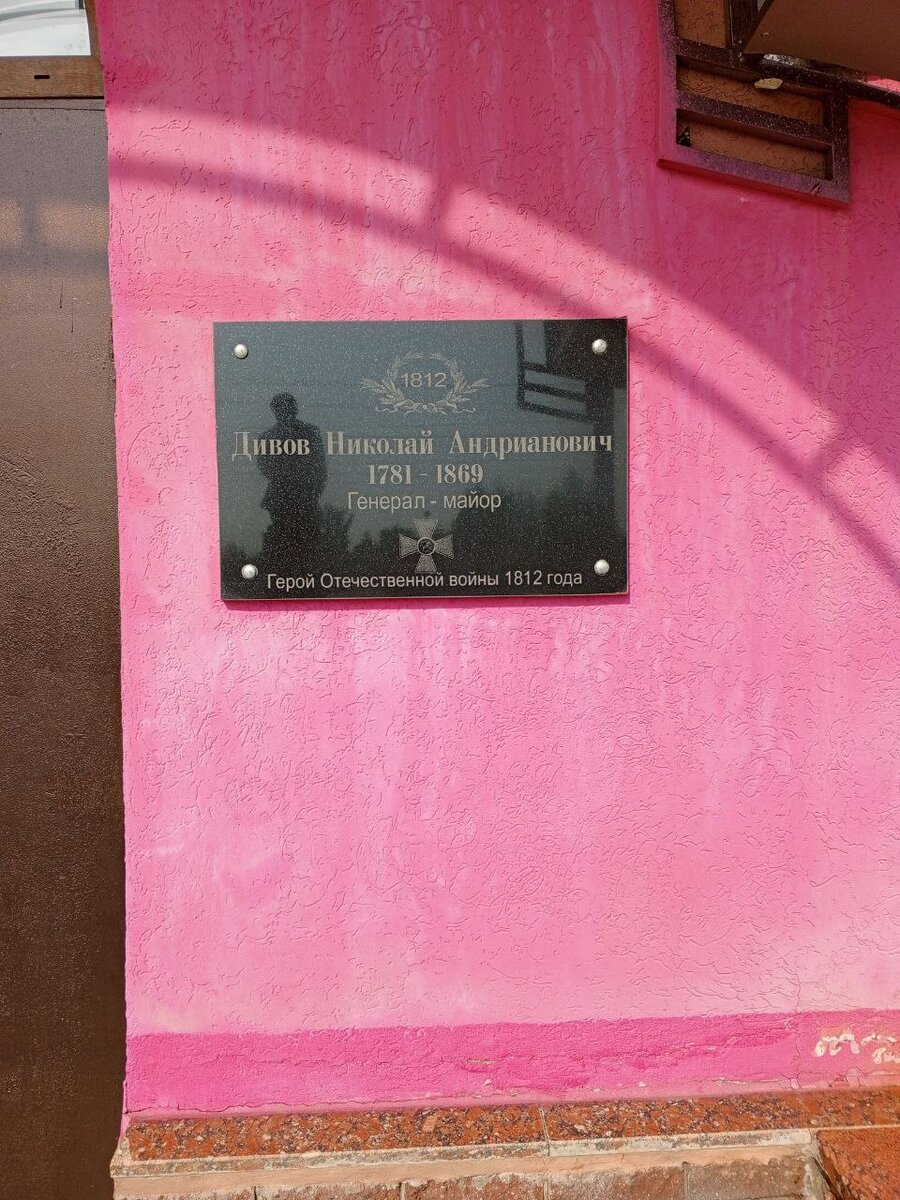 1812
Дивов Николай Андрианович
1781 - 1869
Генерал - майор
Герой Отечественной войны 1812 года